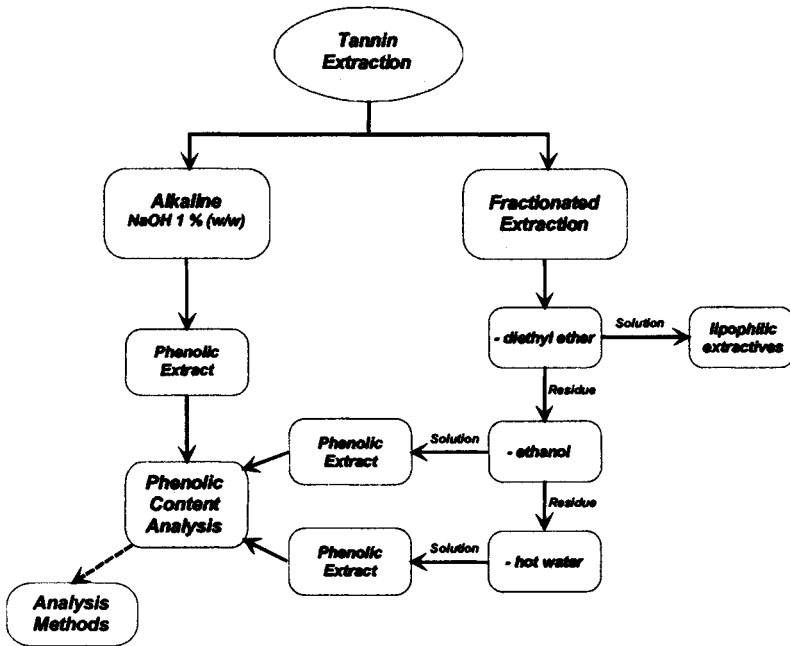 Tannin
Extraction
Alkaline
NaOH 1 % (w/w)
Fractionated
Extraction
Phenolic
Extract
- diethyl ether
Solution
lipophilic
extractives
Residue
Phenolic
Extract
Solution
- ethanol
Phenolic
Content
Analysis
Residue
Phenolic
Extract
Solution
- hot water
Analysis
Methods